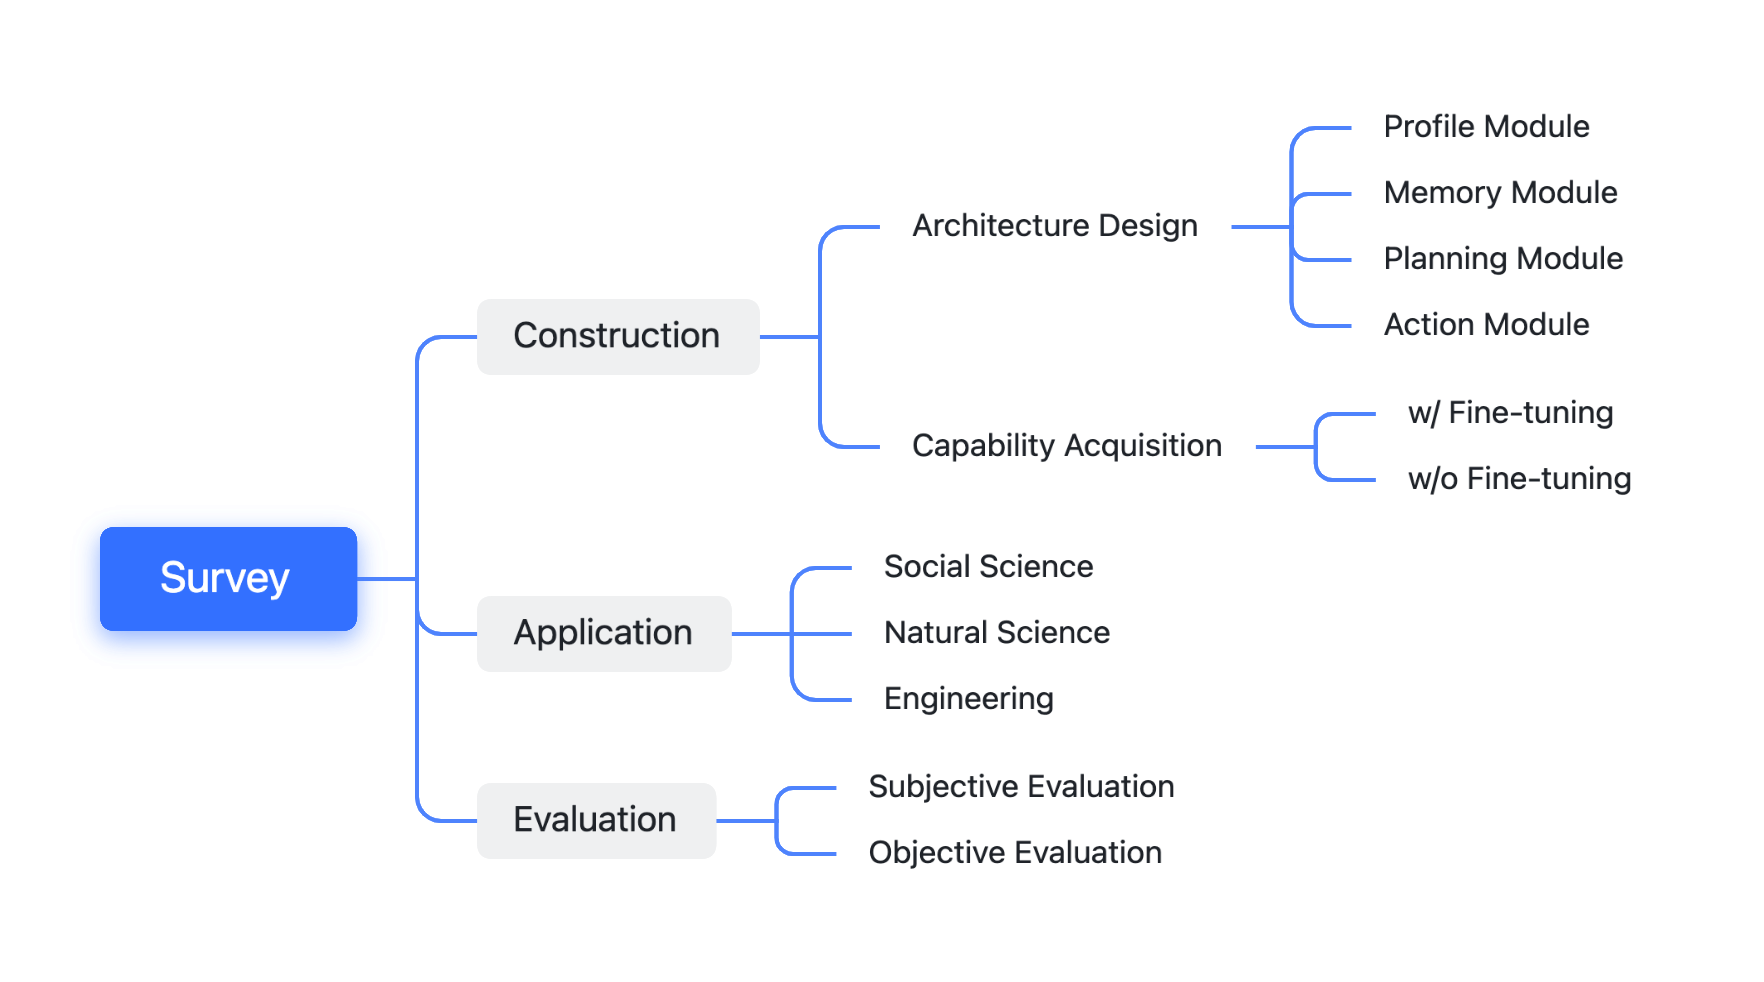 Survey
Construction
Architecture Design
Profile Module
Memory Module
Planning Module
Action Module
Capability Acquisition
w/ Fine-tuning
w/o Fine-tuning
Application
Social Science
Natural Science
Engineering
Evaluation
Subjective Evaluation
Objective Evaluation